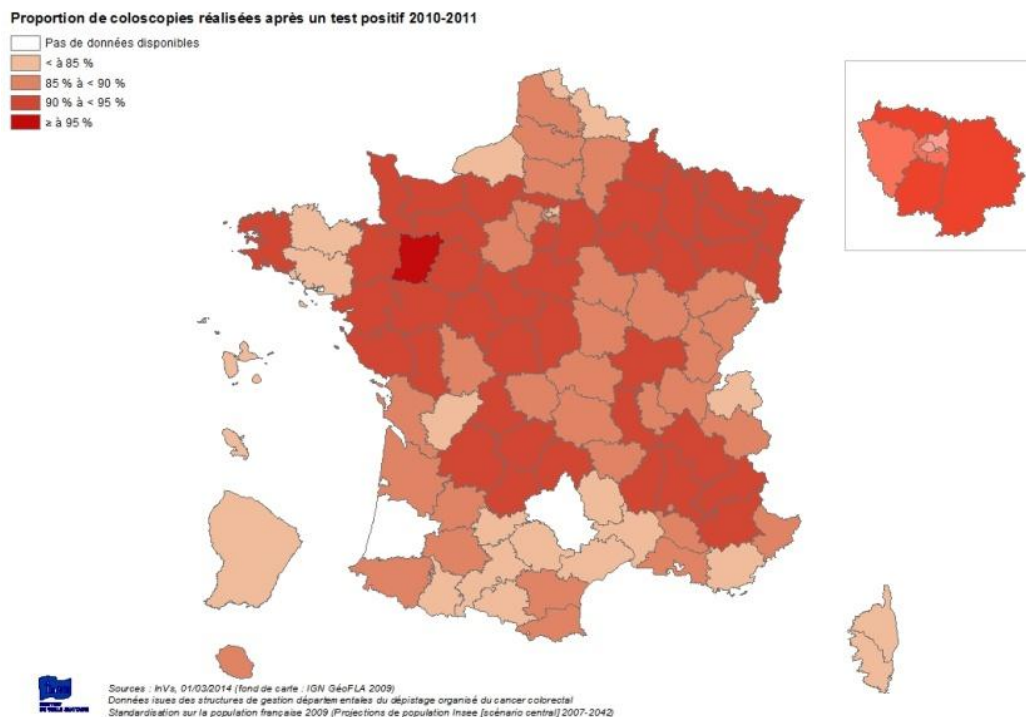 Proportion de coloscopies réalisées après un test positif 2010-2011
Pas de données disponibles
< à 85 %
85 % à < 90 %
90 % à < 95 %
≥ à 95 %
Sources : InVs, 01/03/2014 (fond de carte : IGN GéoFLA 2009)
Données issues des structures de gestion départementales du dépistage organisé du cancer colorectal
Standardisation sur la population française 2009 (Projections de population Insee [scénario central] 2007-2042)